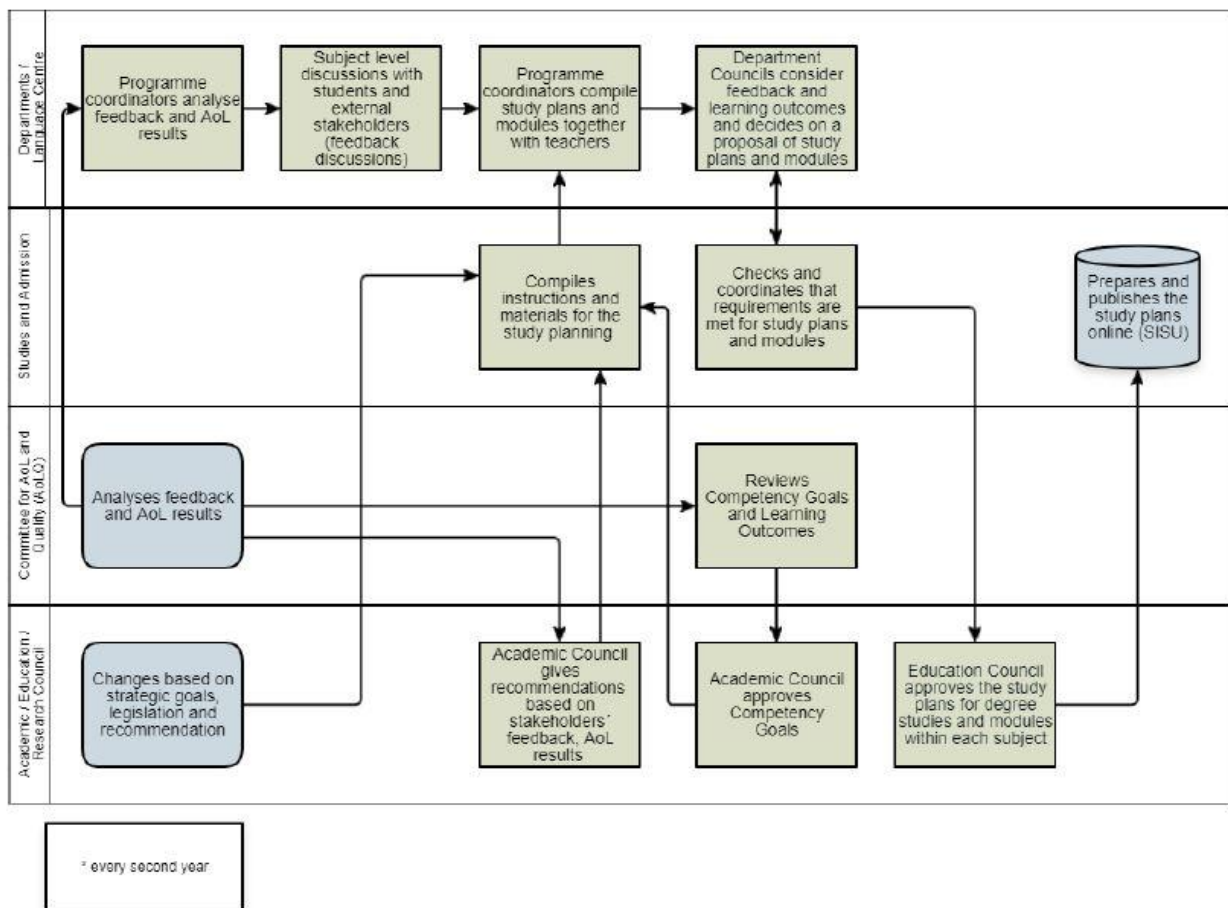 Departments /
Language Centre
Programme
coordinators analyse
feedback and AoL
results
Subject level
discussions with
students and
external
stakeholders
(feedback
discussions)
Programme
coordinators compile
study plans and
modules together
with teachers
Department
Councils consider
feedback and
learning outcomes
and decides on a
proposal of study
plans and modules
Studies and Admission
Compiles
instructions and
materials for the
study planning
Checks and
coordinates that
requirements are
met for study plans
and modules
Prepares and
publishes the
study plans
online (SISU)
Committee for AoL and
Quality (AoLQ)
Analyses feedback
and AoL results
Reviews
Competency Goals
and Learning
Outcomes
Academic / Education /
Research Council
Changes based on
strategic goals,
legislation and
recommendation
Academic Council
gives
recommendations
based on
stakeholders´
feedback, AoL
results
Academic Council
approves
Competency
Goals
Education Council
approves the study
plans for degree
studies and modules
within each subject
* every second year